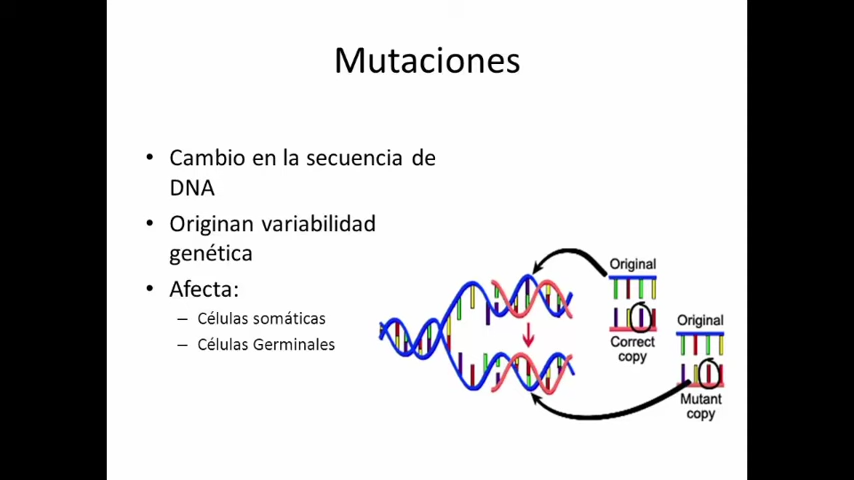 Mutaciones
• Cambio en la secuencia de
DNA
• Originan variabilidad
genética
• Afecta:
– Células somáticas
– Células Germinales
Original
Correct
copy
Original
Mutant
copy